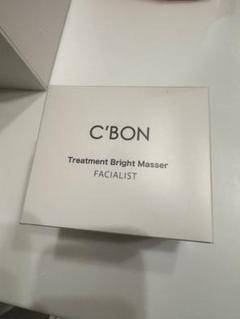 C'BON
Treatment Bright Masser
FACIALIST